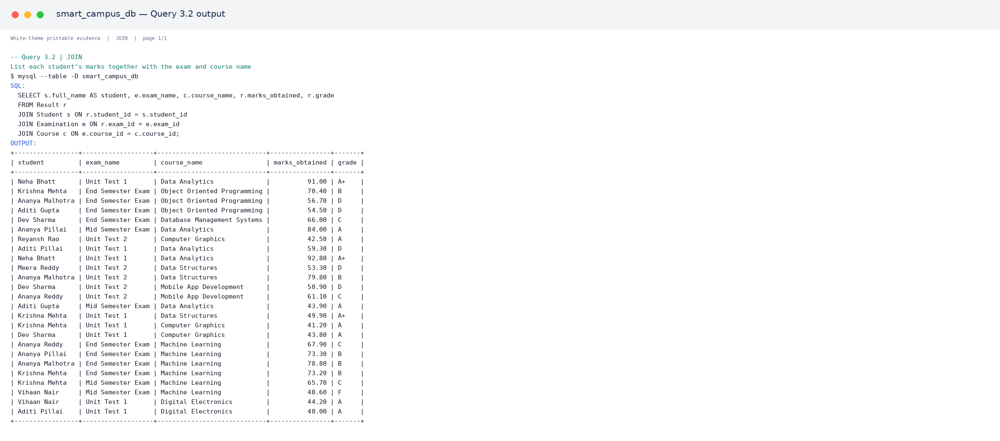 smart_campus_db — Query 3.2 output
White-theme printable evidence  |  JOIN  |  page 1/1
-- Query 3.2 | JOIN
List each student's marks together with the exam and course name
$ mysql --table -D smart_campus_db
SQL:
  SELECT s.full_name AS student, e.exam_name, c.course_name, r.marks_obtained, r.grade
  FROM Result r
  JOIN Student s ON r.student_id = s.student_id
  JOIN Examination e ON r.exam_id = e.exam_id
  JOIN Course c ON e.course_id = c.course_id;
OUTPUT:
+-----------------+-------------------+-----------------------------+----------------+-------+
| student         | exam_name         | course_name                 | marks_obtained | grade |
+-----------------+-------------------+-----------------------------+----------------+-------+
| Neha Bhatt      | Unit Test 1       | Data Analytics              |          91.00 | A+    |
| Krishna Mehta   | End Semester Exam | Object Oriented Programming |          70.40 | B     |
| Ananya Malhotra | End Semester Exam | Object Oriented Programming |          56.70 | D     |
| Aditi Gupta     | End Semester Exam | Object Oriented Programming |          54.50 | D     |
| Dev Sharma      | End Semester Exam | Database Management Systems |          66.00 | C     |
| Ananya Pillai   | Mid Semester Exam | Data Analytics              |          84.00 | A     |
| Reyansh Rao     | Unit Test 2       | Computer Graphics           |          42.50 | A     |
| Aditi Pillai    | Unit Test 1       | Data Analytics              |          59.30 | D     |
| Neha Bhatt      | Unit Test 1       | Data Analytics              |          92.80 | A+    |
| Meera Reddy     | Unit Test 2       | Data Structures             |          53.30 | D     |
| Ananya Malhotra | Unit Test 2       | Data Structures             |          79.80 | B     |
| Dev Sharma      | Unit Test 2       | Mobile App Development      |          50.90 | D     |
| Ananya Reddy    | Unit Test 2       | Mobile App Development      |          61.10 | C     |
| Aditi Gupta     | Mid Semester Exam | Data Analytics              |          43.90 | A     |
| Krishna Mehta   | Unit Test 1       | Data Structures             |          49.90 | A+    |
| Krishna Mehta   | Unit Test 1       | Computer Graphics           |          41.20 | A     |
| Dev Sharma      | Unit Test 1       | Computer Graphics           |          43.80 | A     |
| Ananya Reddy    | End Semester Exam | Machine Learning            |          67.90 | C     |
| Ananya Pillai   | End Semester Exam | Machine Learning            |          73.30 | B     |
| Ananya Malhotra | End Semester Exam | Machine Learning            |          78.80 | B     |
| Krishna Mehta   | End Semester Exam | Machine Learning            |          73.20 | B     |
| Krishna Mehta   | Mid Semester Exam | Machine Learning            |          65.70 | C     |
| Vihaan Nair     | Mid Semester Exam | Machine Learning            |          40.60 | F     |
| Vihaan Nair     | Unit Test 1       | Digital Electronics         |          44.20 | A     |
| Aditi Pillai    | Unit Test 1       | Digital Electronics         |          40.00 | A     |
+-----------------+-------------------+-----------------------------+----------------+-------+